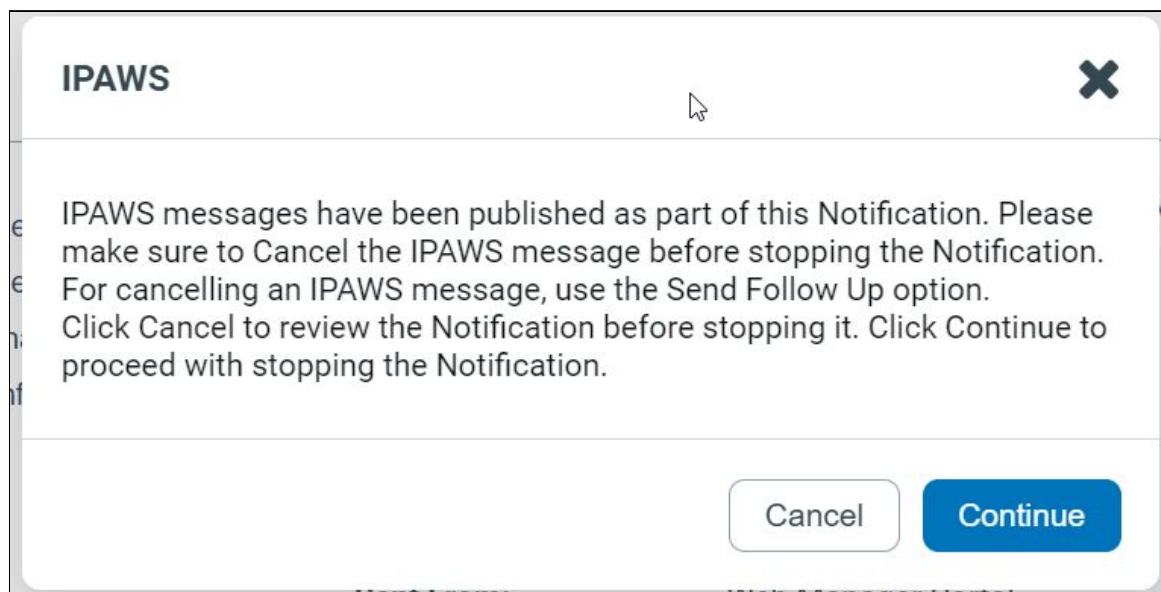 IPAWS
IPAWS messages have been published as part of this Notification. Please
make sure to Cancel the IPAWS message before stopping the Notification.
For cancelling an IPAWS message, use the Send Follow Up option.
Click Cancel to review the Notification before stopping it. Click Continue to
proceed with stopping the Notification.
Cancel
Continue